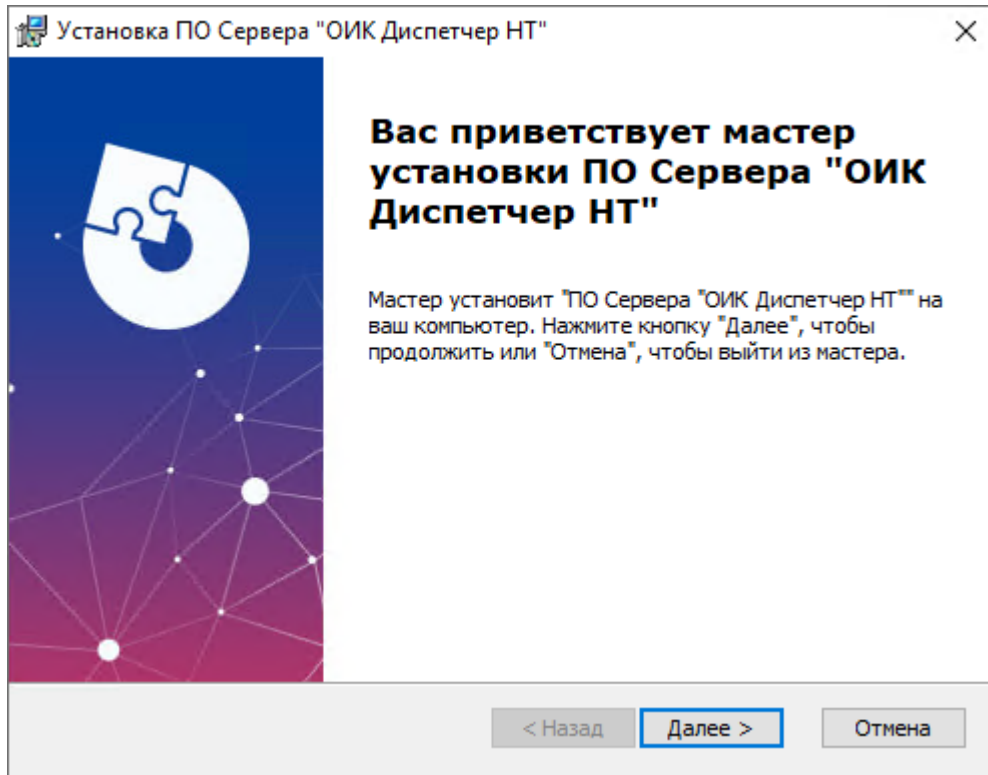 Установка ПО Сервера "ОИК Диспетчер НТ"
Вас приветствует мастер
установки ПО Сервера "ОИК
Диспетчер НТ"
Мастер установит "ПО Сервера "ОИК Диспетчер НТ"" на
ваш компьютер. Нажмите кнопку "Далее", чтобы
продолжить или "Отмена", чтобы выйти из мастера.
< Назад Далее > Отмена